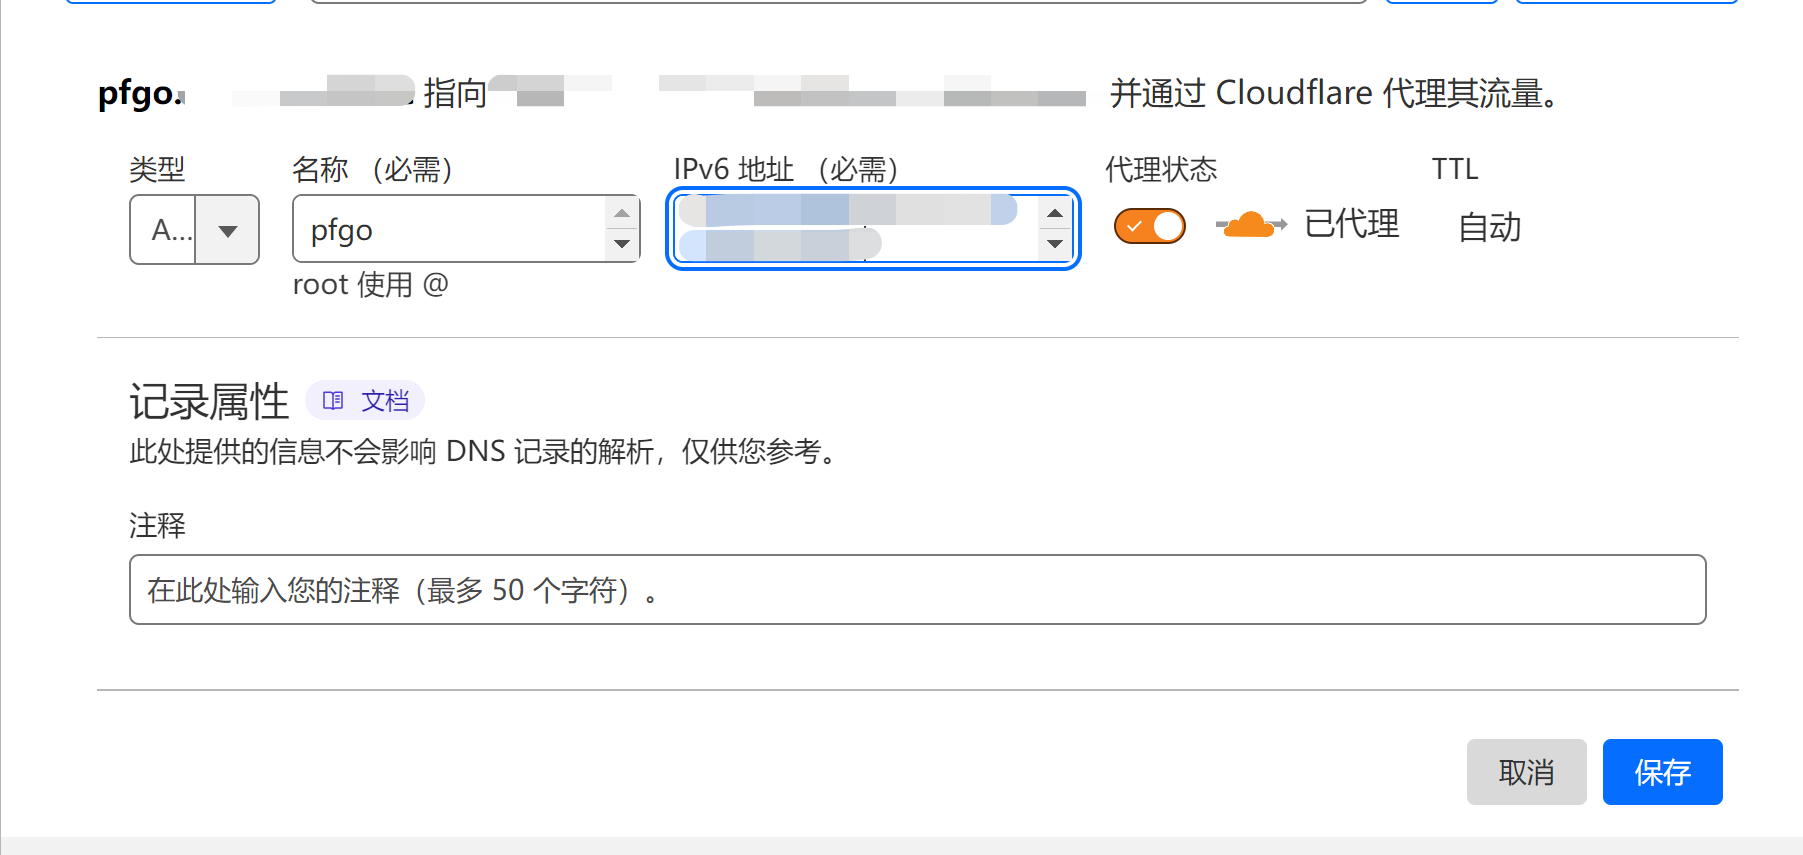 pfgo. 指向 并通过 Cloudflare 代理其流量。
类型 名称 （必需） IPv6 地址 （必需） 代理状态 TTL
A... pfgo 已代理 自动
root 使用 @
记录属性 文档
此处提供的信息不会影响 DNS 记录的解析，仅供您参考。
注释
在此处输入您的注释（最多 50 个字符）。
取消 保存